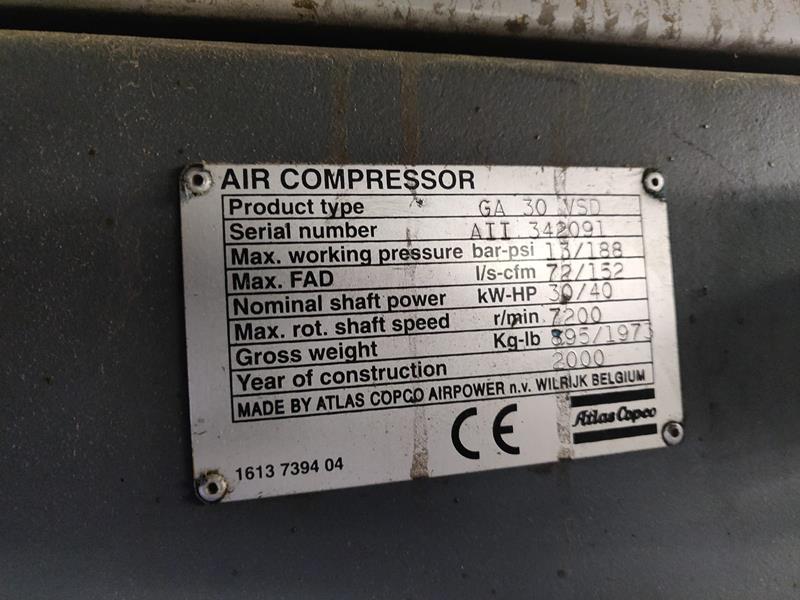 AIR COMPRESSOR
Product type GA 30 VSD
Serial number AII 342091
Max. working pressure bar-psi 13/188
Max. FAD l/s-cfm 72/152
Nominal shaft power kW-HP 30/40
Max. rot. shaft speed r/min 7200
Gross weight Kg-lb 895/1973
Year of construction 2000
MADE BY ATLAS COPCO AIRPOWER n.v. WILRIJK BELGIUM
CE
Atlas Copco
1613 7394 04